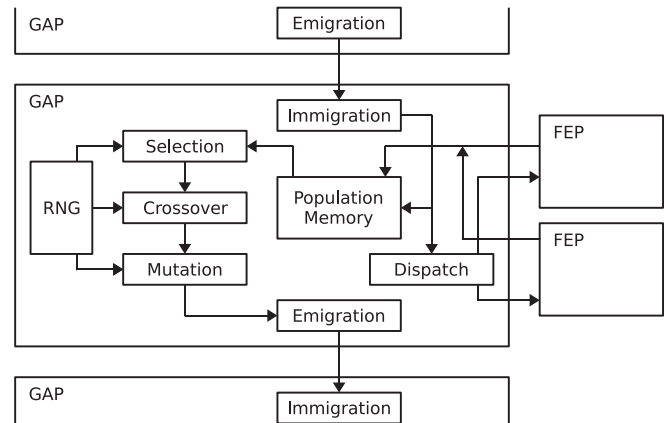 GAP
Emigration
GAP
Immigration
FEP
Selection
RNG
Crossover
Population
Memory
FEP
Mutation
Dispatch
Emigration
GAP
Immigration